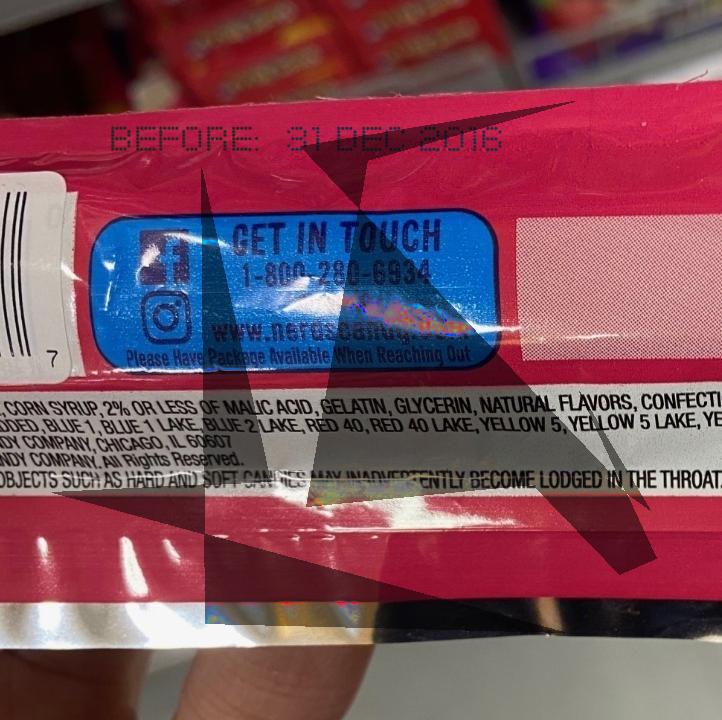 BEFORE: 31 DEC 2016
GET IN TOUCH
1-800-280-6934
www.nerdscandy.com
Please Have Package Available When Reaching Out
7
, CORN SYRUP, 2% OR LESS OF MALIC ACID, GELATIN, GLYCERIN, NATURAL FLAVORS, CONFECTI
DDED, BLUE 1, BLUE 1 LAKE, BLUE 2 LAKE, RED 40, RED 40 LAKE, YELLOW 5, YELLOW 5 LAKE, YE
DY COMPANY, CHICAGO, IL 60607
NDY COMPANY. All Rights Reserved.
OBJECTS SUCH AS HARD AND SOFT CANDIES MAY INADVERTENTLY BECOME LODGED IN THE THROAT.